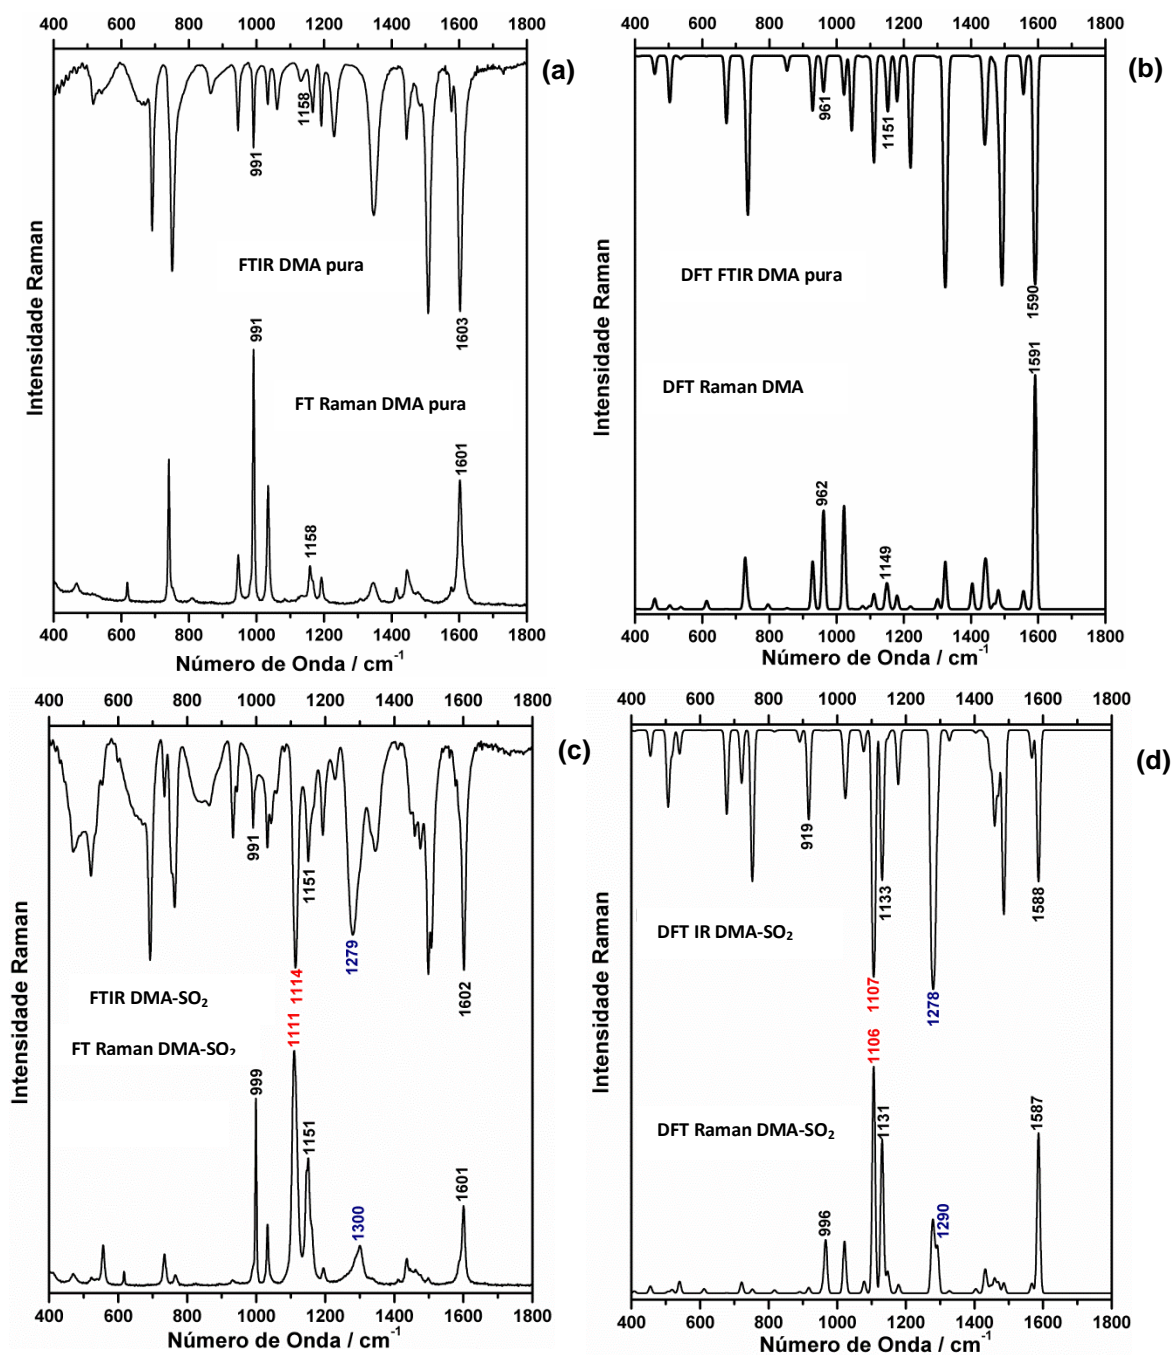 400 600 800 1000 1200 1400 1600 1800
(a)
1158
991
FTIR DMA pura
1603
991
FT Raman DMA pura
1601
1158
Intensidade Raman
400 600 800 1000 1200 1400 1600 1800
Número de Onda / cm⁻¹
400 600 800 1000 1200 1400 1600 1800
(b)
961
1151
DFT FTIR DMA pura
1590
1591
DFT Raman DMA
962
1149
Intensidade Raman
400 600 800 1000 1200 1400 1600 1800
Número de Onda / cm⁻¹
400 600 800 1000 1200 1400 1600 1800
(c)
991
1151
1279
1114
1602
FTIR DMA-SO₂
1111
FT Raman DMA-SO₂
999
1151
1300
1601
Intensidade Raman
400 600 800 1000 1200 1400 1600 1800
Número de Onda / cm⁻¹
400 600 800 1000 1200 1400 1600 1800
(d)
919
1133
1588
DFT IR DMA-SO₂
1107
1278
1106
DFT Raman DMA-SO₂
1131
1587
996
1290
Intensidade Raman
400 600 800 1000 1200 1400 1600 1800
Número de Onda / cm⁻¹